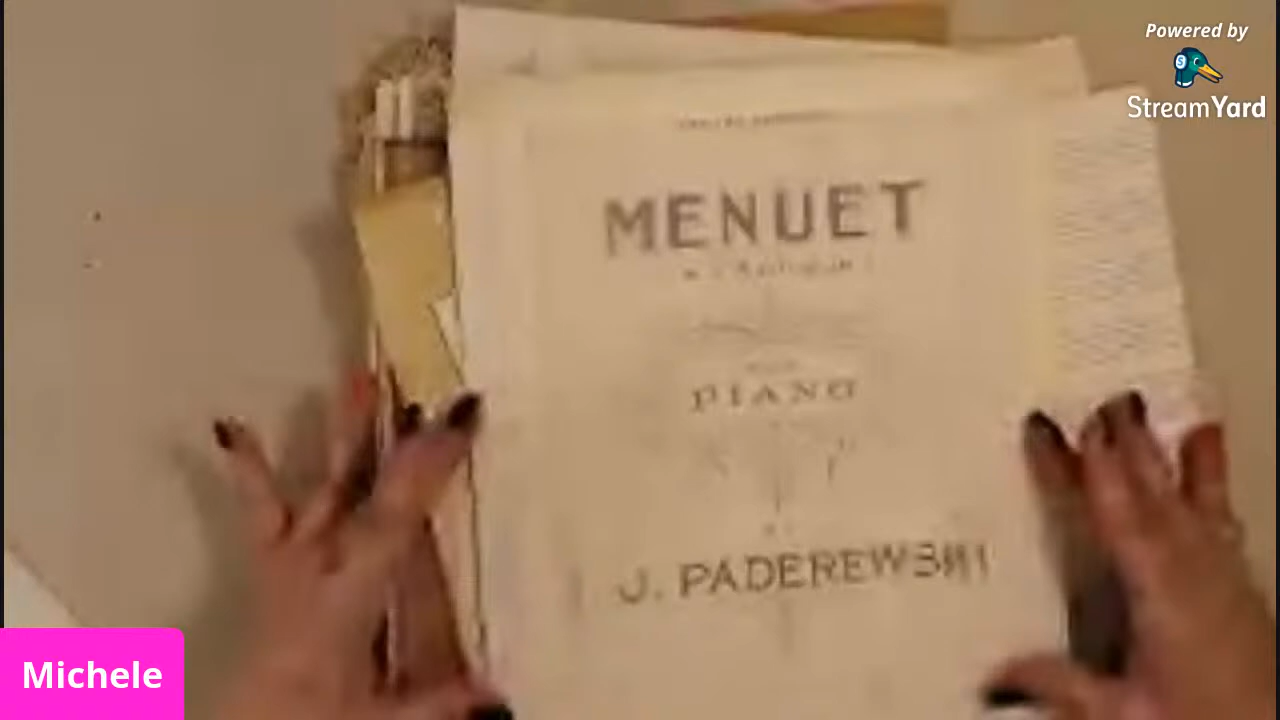 Powered by
StreamYard
MENUET
PIANO
J. PADEREWSKI
Michele